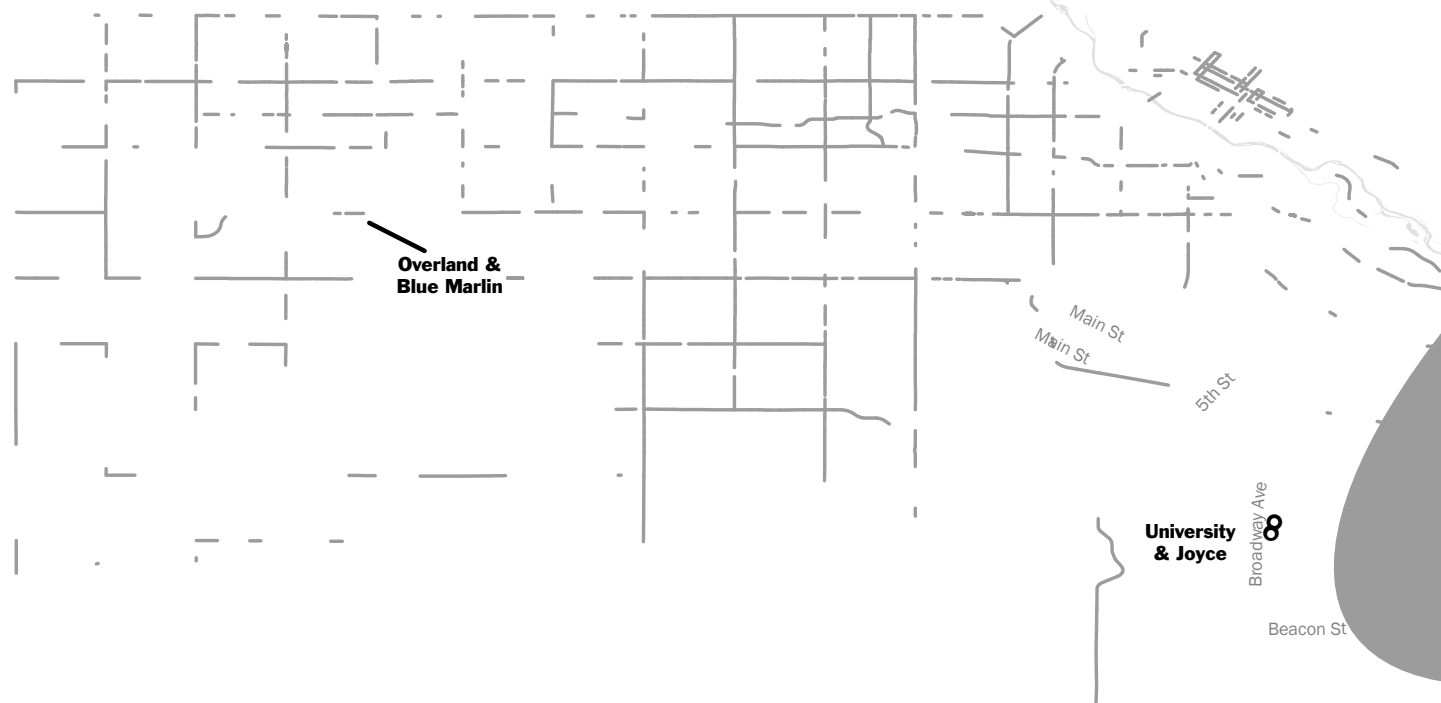 Overland &
Blue Marlin
Main St
Main St
5th St
Broadway Ave
University
& Joyce
Beacon St